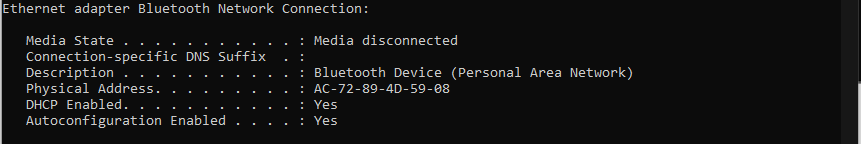 Ethernet adapter Bluetooth Network Connection:
Media State . . . . . . . . . . . : Media disconnected
Connection-specific DNS Suffix  . :
Description . . . . . . . . . . . : Bluetooth Device (Personal Area Network)
Physical Address. . . . . . . . . : AC-72-89-4D-59-08
DHCP Enabled. . . . . . . . . . . : Yes
Autoconfiguration Enabled . . . . : Yes